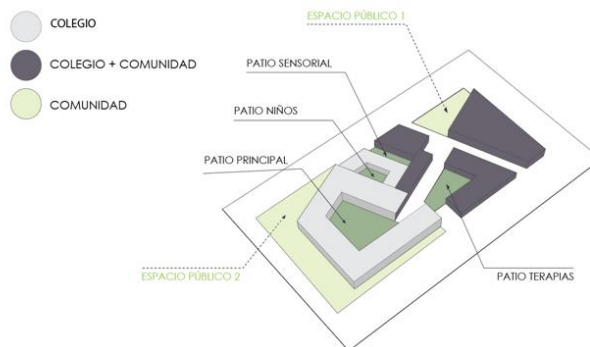 COLEGIO
COLEGIO + COMUNIDAD
COMUNIDAD
ESPACIO PÚBLICO 1
PATIO SENSORIAL
PATIO NIÑOS
PATIO PRINCIPAL
ESPACIO PÚBLICO 2
PATIO TERAPIAS